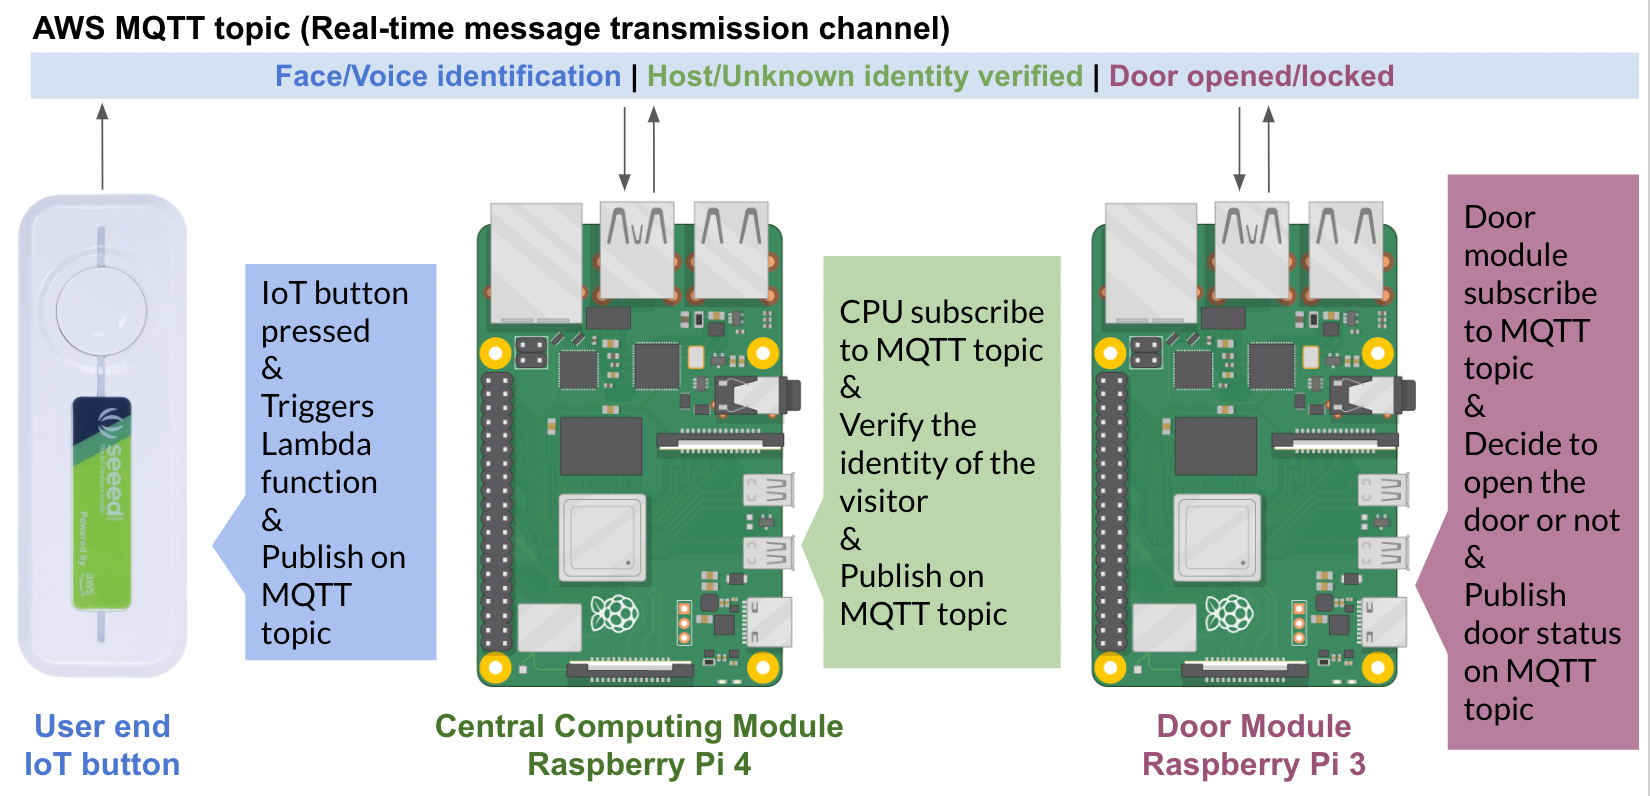 AWS MQTT topic (Real-time message transmission channel)
Face/Voice identification | Host/Unknown identity verified | Door opened/locked
seeed
Powered by
aws
IoT button
pressed
&
Triggers
Lambda
function
&
Publish on
MQTT
topic
CPU subscribe
to MQTT topic
&
Verify the
identity of the
visitor
&
Publish on
MQTT topic
Door
module
subscribe
to MQTT
topic
&
Decide to
open the
door or not
&
Publish
door status
on MQTT
topic
User end
IoT button
Central Computing Module
Raspberry Pi 4
Door Module
Raspberry Pi 3